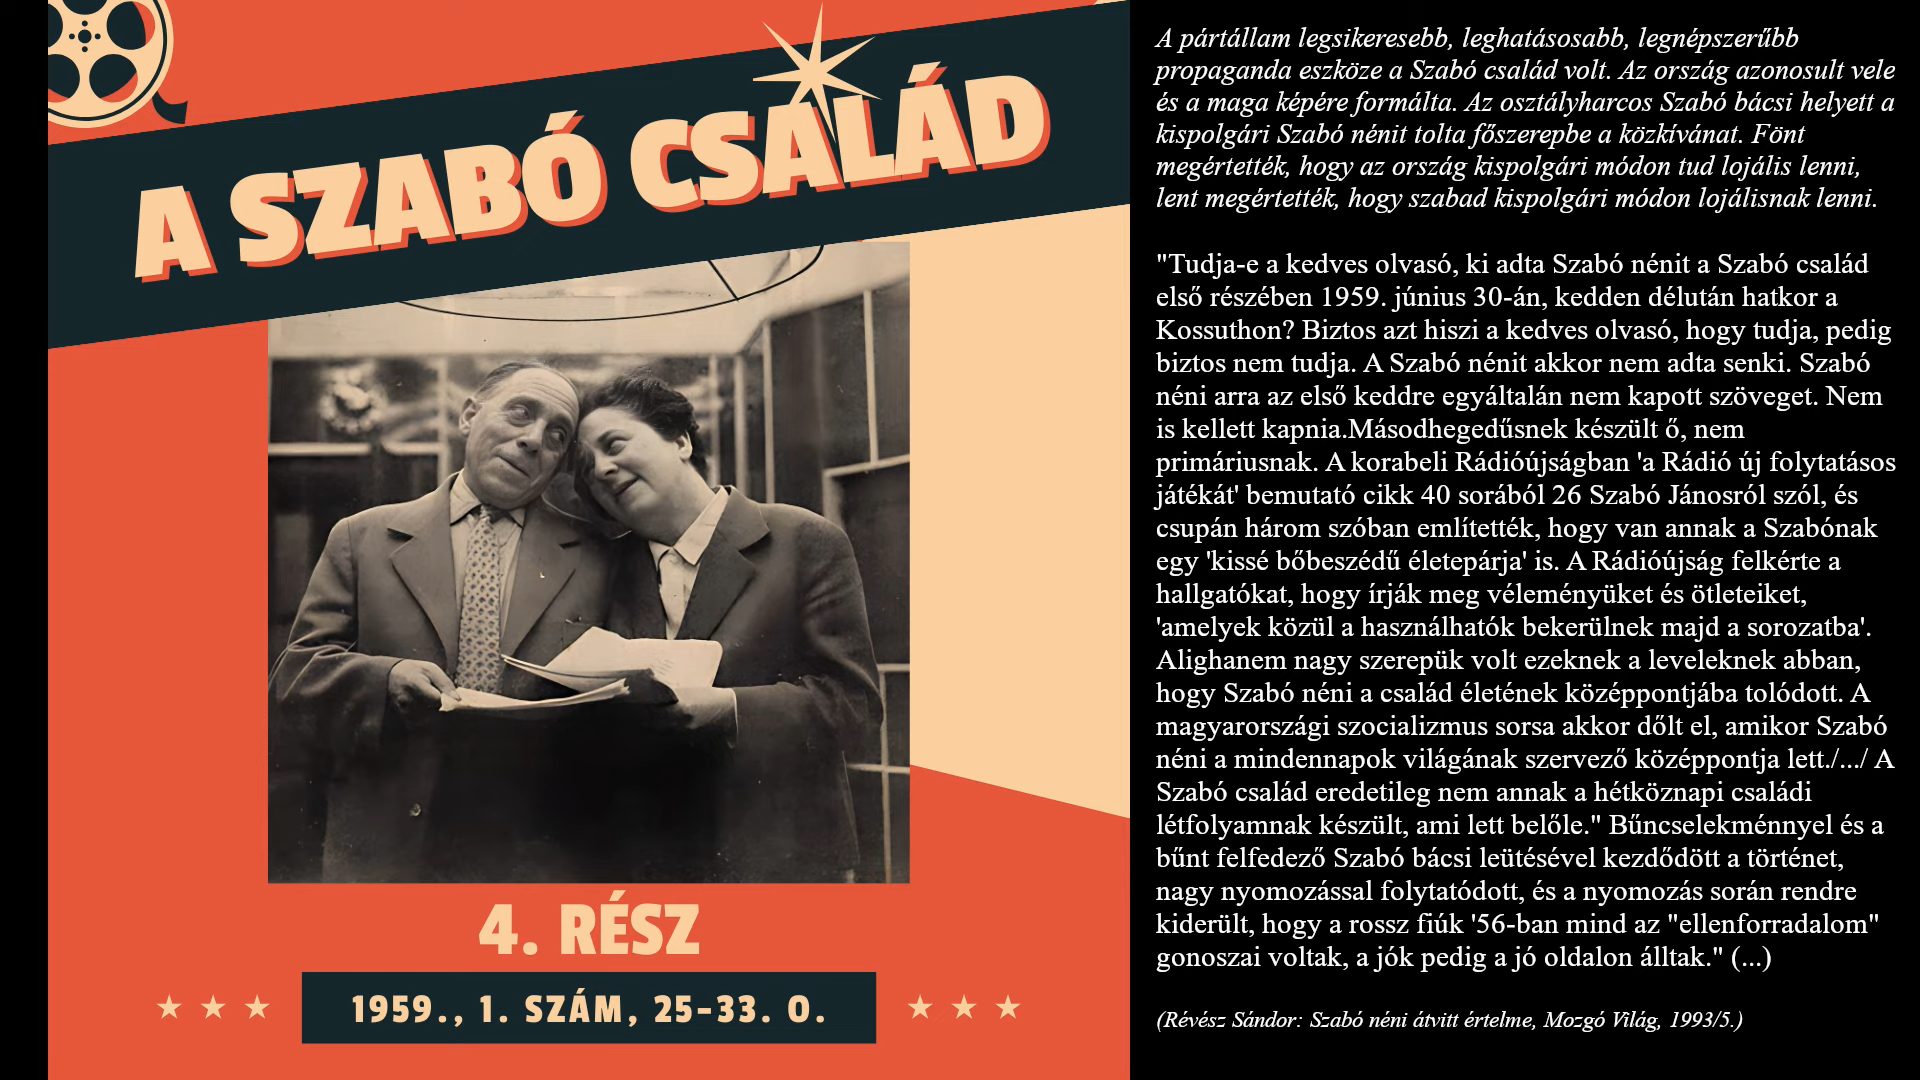 A SZABÓ CSALÁD
4. RÉSZ
1959., 1. SZÁM, 25-33. O.
A pártállam legsikeresebb, leghatásosabb, legnépszerűbb
propaganda eszköze a Szabó család volt. Az ország azonosult vele
és a maga képére formálta. Az osztályharcos Szabó bácsi helyett a
kispolgári Szabó nénit tolta főszerepbe a közkívánat. Fönt
megértették, hogy az ország kispolgári módon tud lojális lenni,
lent megértették, hogy szabad kispolgári módon lojálisnak lenni.
"Tudja-e a kedves olvasó, ki adta Szabó nénit a Szabó család
első részében 1959. június 30-án, kedden délután hatkor a
Kossuthon? Biztos azt hiszi a kedves olvasó, hogy tudja, pedig
biztos nem tudja. A Szabó nénit akkor nem adta senki. Szabó
néni arra az első keddre egyáltalán nem kapott szöveget. Nem
is kellett kapnia.Másodhegedűsnek készült ő, nem
primáriusnak. A korabeli Rádióújságban 'a Rádió új folytatásos
játékát' bemutató cikk 40 sorából 26 Szabó Jánosról szól, és
csupán három szóban említették, hogy van annak a Szabónak
egy 'kissé bőbeszédű életepárja' is. A Rádióújság felkérte a
hallgatókat, hogy írják meg véleményüket és ötleteiket,
'amelyek közül a használhatók bekerülnek majd a sorozatba'.
Alighanem nagy szerepük volt ezeknek a leveleknek abban,
hogy Szabó néni a család életének középpontjába tolódott. A
magyarországi szocializmus sorsa akkor dőlt el, amikor Szabó
néni a mindennapok világának szervező középpontja lett./.../ A
Szabó család eredetileg nem annak a hétköznapi családi
létfolyamnak készült, ami lett belőle." Bűncselekménnyel és a
bűnt felfedező Szabó bácsi leütésével kezdődött a történet,
nagy nyomozással folytatódott, és a nyomozás során rendre
kiderült, hogy a rossz fiúk '56-ban mind az "ellenforradalom"
gonoszai voltak, a jók pedig a jó oldalon álltak." (...)
(Révész Sándor: Szabó néni átvitt értelme, Mozgó Világ, 1993/5.)